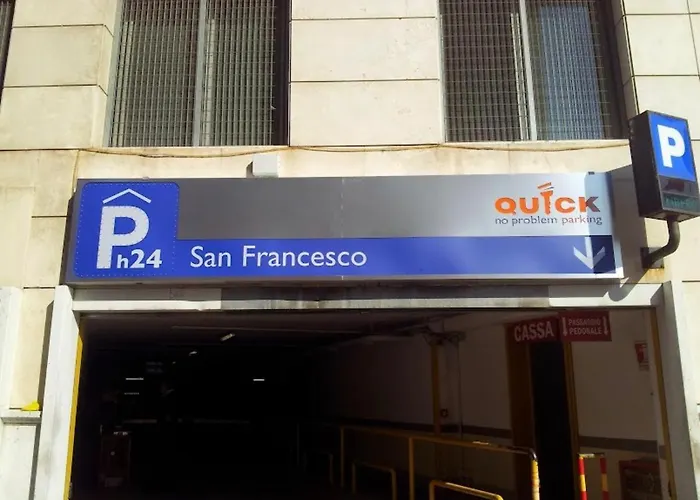 P
h24
San Francesco
QUICK
no problem parking
P
CASSA
PASSAGGIO
PEDONALE